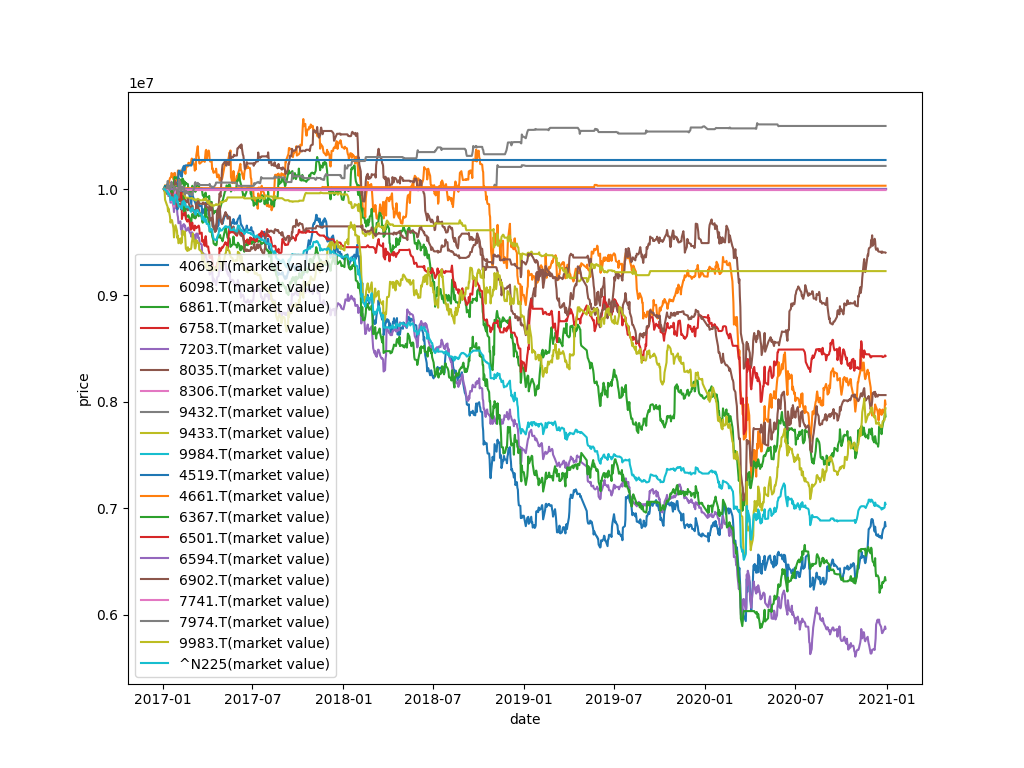 1e7
1.0
0.9
0.8
0.7
0.6
price
4063.T(market value)
6098.T(market value)
6861.T(market value)
6758.T(market value)
7203.T(market value)
8035.T(market value)
8306.T(market value)
9432.T(market value)
9433.T(market value)
9984.T(market value)
4519.T(market value)
4661.T(market value)
6367.T(market value)
6501.T(market value)
6594.T(market value)
6902.T(market value)
7741.T(market value)
7974.T(market value)
9983.T(market value)
^N225(market value)
2017-01 2017-07 2018-01 2018-07 2019-01 2019-07 2020-01 2020-07 2021-01
date